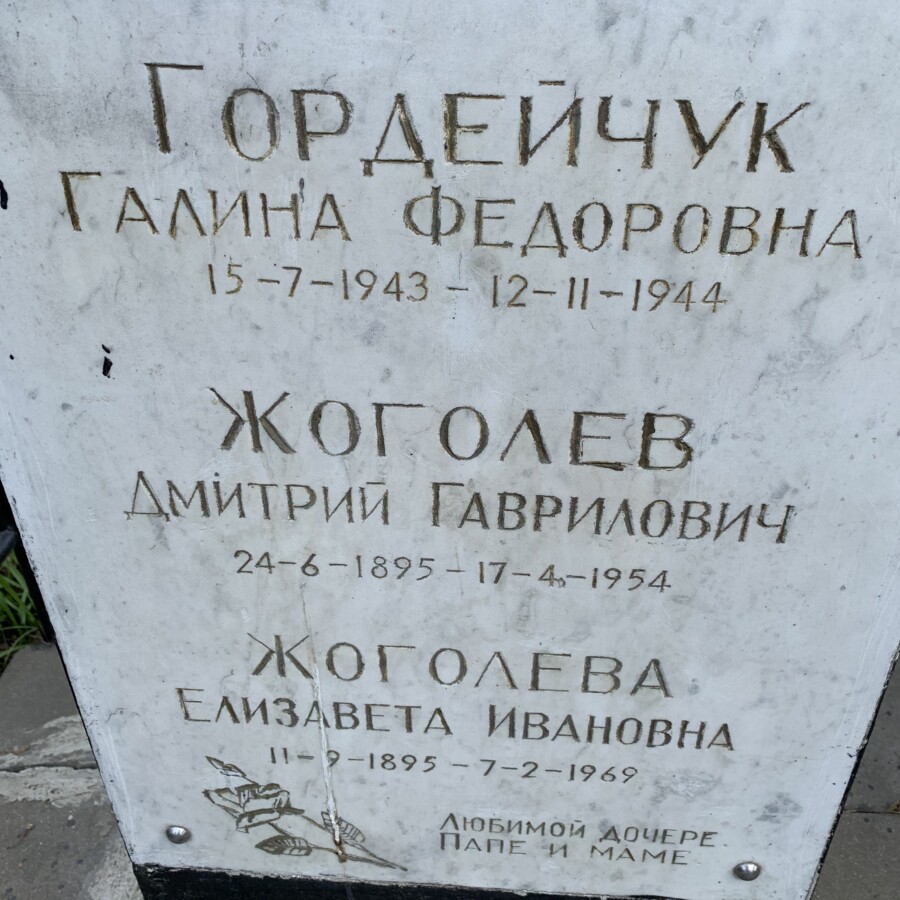 ГОРДЕЙЧУК
ГАЛИНА ФЕДОРОВНА
15-7-1943 - 12-11-1944
ЖОГОЛЕВ
ДМИТРИЙ ГАВРИЛОВИЧ
24-6-1895 - 17-4-1954
ЖОГОЛЕВА
ЕЛИЗАВЕТА ИВАНОВНА
11-9-1895 - 7-2-1969
ЛЮБИМОЙ ДОЧЕРЕ.
ПАПЕ И МАМЕ